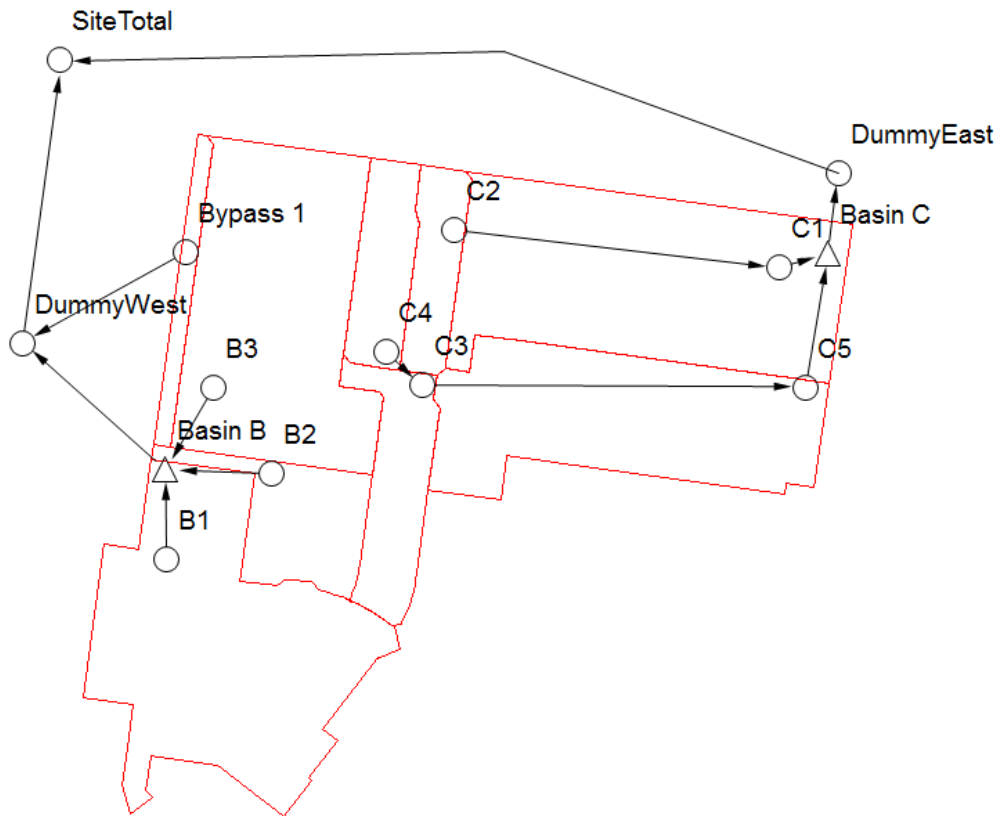 SiteTotal
DummyEast
C2
Basin C
Bypass 1
C1
DummyWest
C4
B3
C3
C5
Basin B
B2
B1